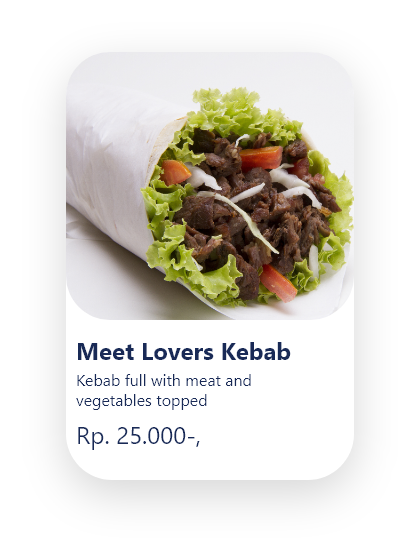 Meet Lovers Kebab
Kebab full with meat and
vegetables topped
Rp. 25.000-,